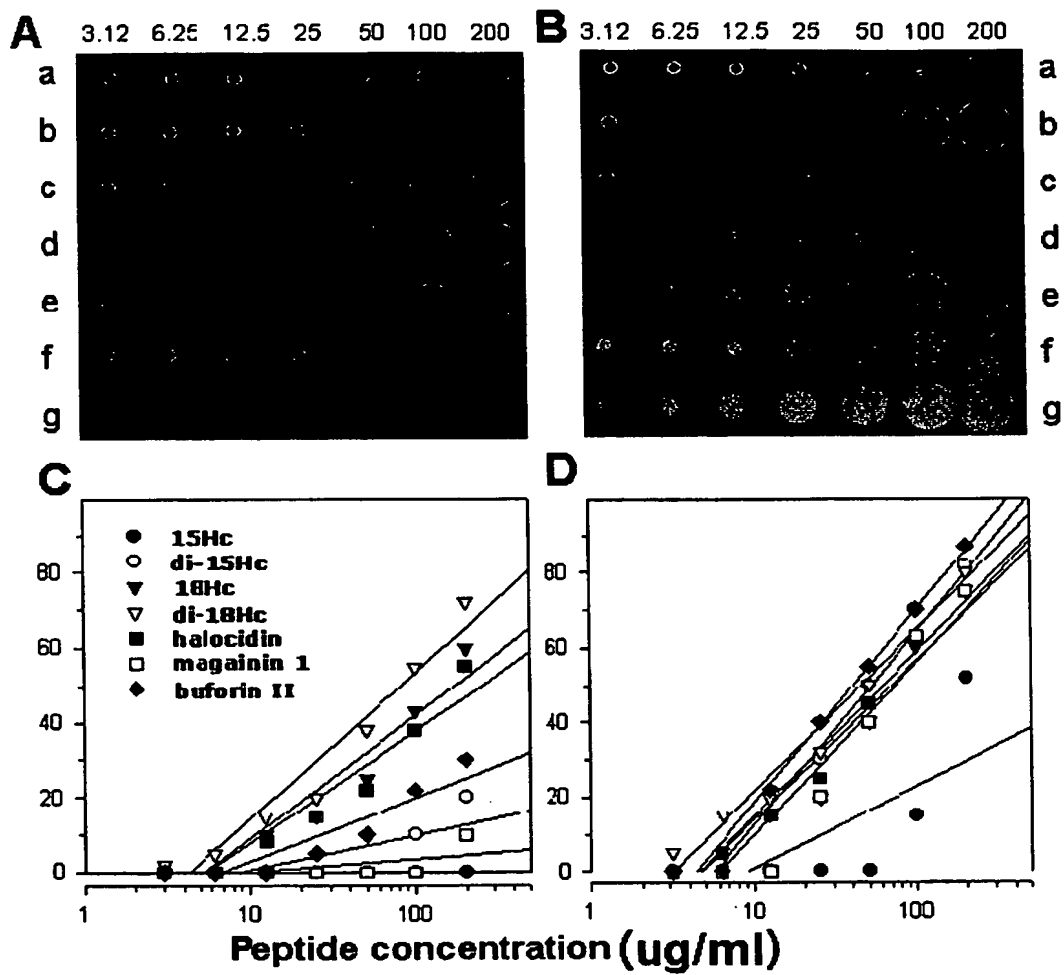 A 3.12 6.25 12.5 25 50 100 200
B 3.12 6.25 12.5 25 50 100 200
a a
b b
c c
d d
e e
f f
g g
C D
15Hc
di-15Hc
18Hc
di-18Hc
halocidin
magainin 1
buforin II
80 80
60 60
40 40
20 20
0 0
1 10 100 1 10 100
Peptide concentration (ug/ml)